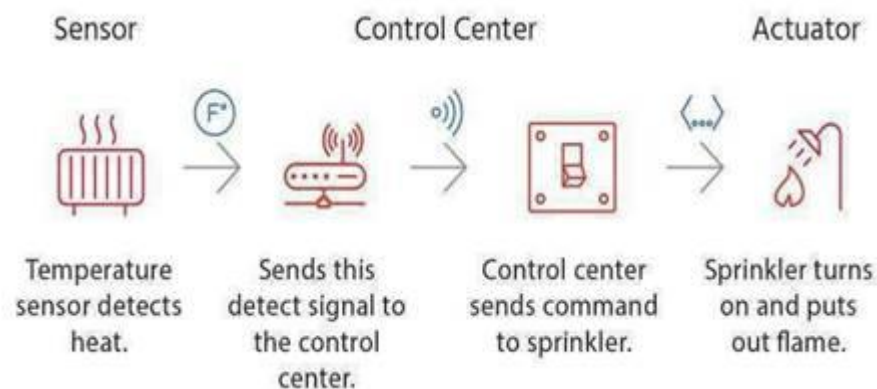 Sensor
Control Center
Actuator
F°
Temperature
sensor detects
heat.
Sends this
detect signal to
the control
center.
Control center
sends command
to sprinkler.
Sprinkler turns
on and puts
out flame.